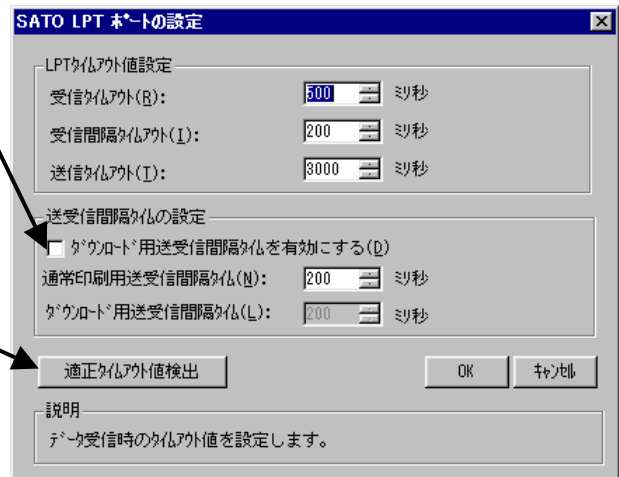 SATO LPT ﾎﾟｰﾄの設定
LPTﾀｲﾑｱｳﾄ値設定
受信ﾀｲﾑｱｳﾄ(R): 500 ﾐﾘ秒
受信間隔ﾀｲﾑｱｳﾄ(I): 200 ﾐﾘ秒
送信ﾀｲﾑｱｳﾄ(T): 3000 ﾐﾘ秒
送受信間隔ﾀｲﾑの設定
ﾀﾞｳﾝﾛｰﾄﾞ用送受信間隔ﾀｲﾑを有効にする(D)
通常印刷用送受信間隔ﾀｲﾑ(N): 200 ﾐﾘ秒
ﾀﾞｳﾝﾛｰﾄﾞ用送受信間隔ﾀｲﾑ(L): 200 ﾐﾘ秒
適正ﾀｲﾑｱｳﾄ値検出 OK ｷｬﾝｾﾙ
説明
ﾃﾞｰﾀ受信時のﾀｲﾑｱｳﾄ値を設定します。